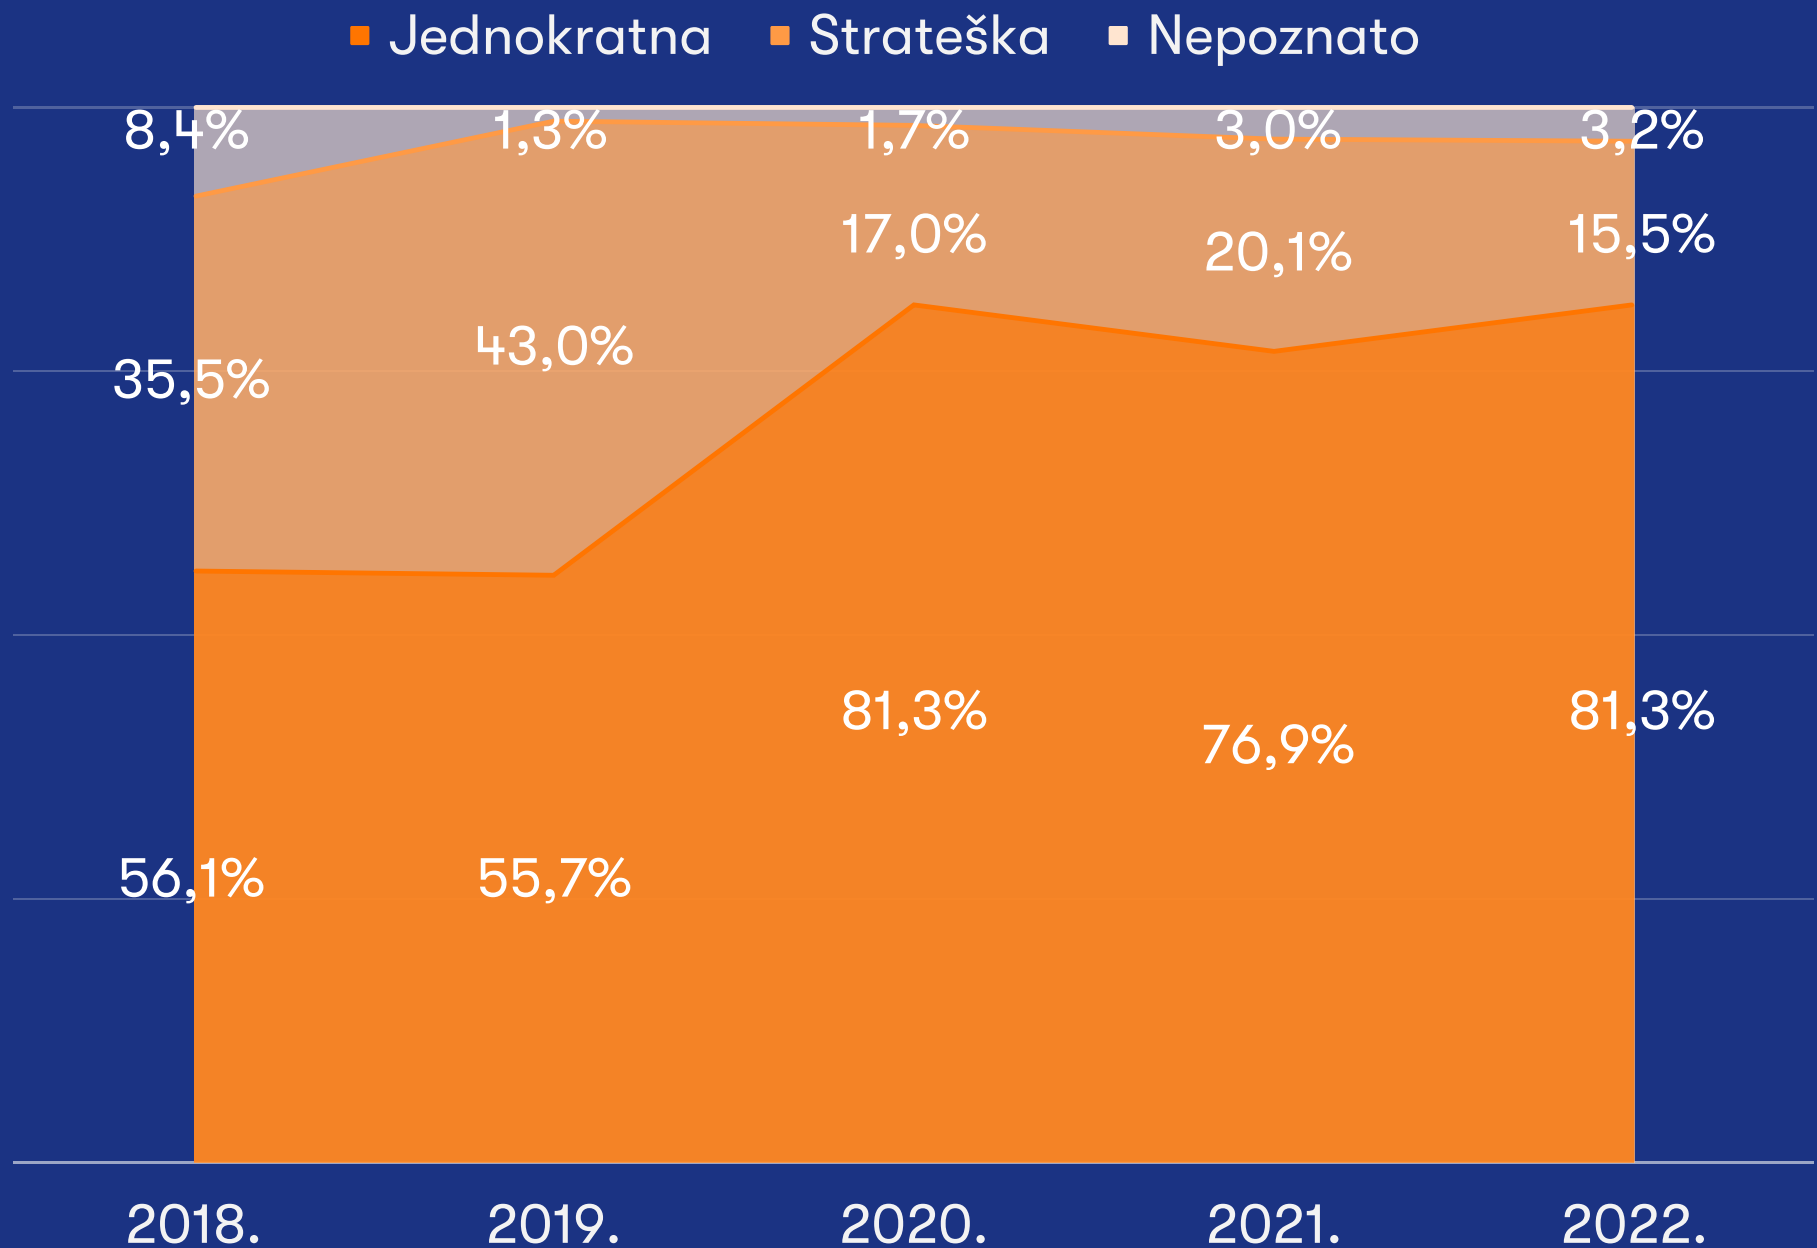 Jednokratna Strateška Nepoznato
8,4% 1,3% 1,7% 3,0% 3,2%
17,0% 20,1% 15,5%
35,5% 43,0%
81,3% 76,9% 81,3%
56,1% 55,7%
2018. 2019. 2020. 2021. 2022.